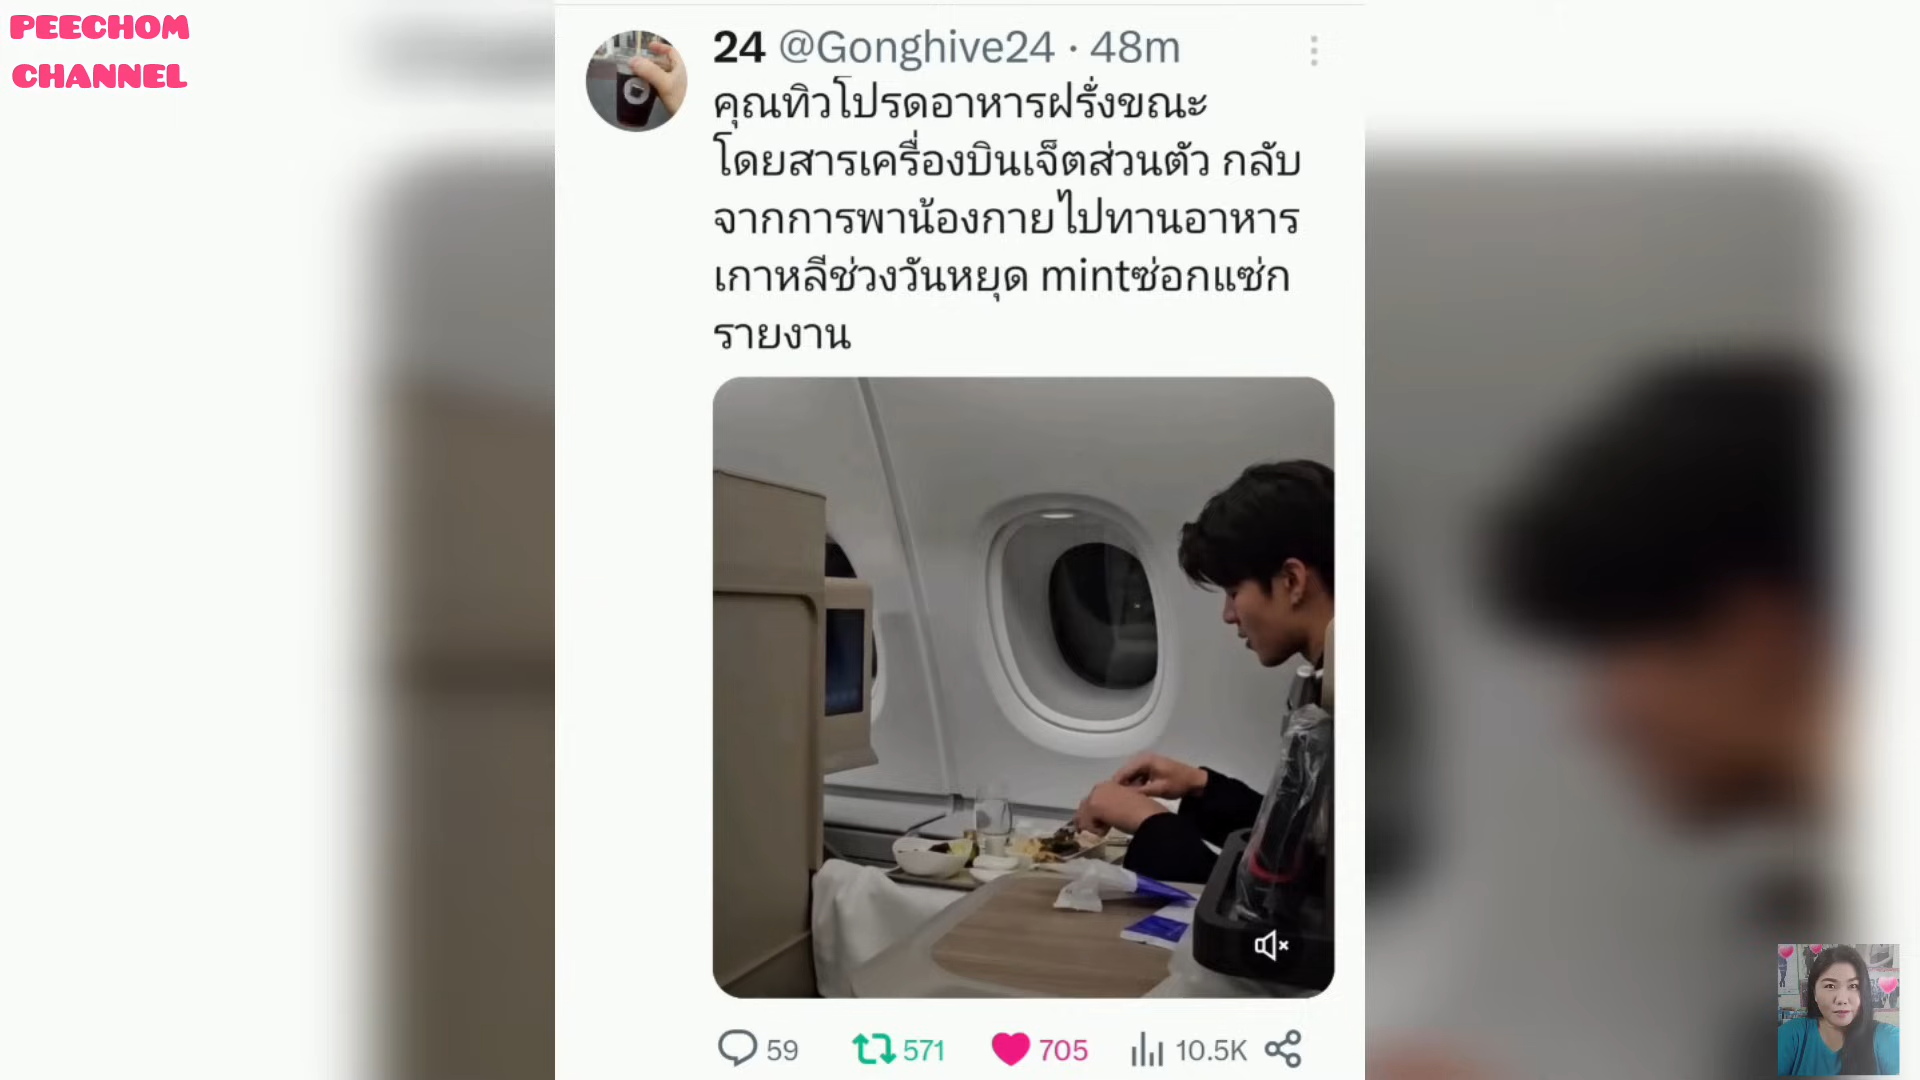 PEECHOM
CHANNEL
24 @Gonghive24 · 48m
คุณทิวโปรดอาหารฝรั่งขณะ
โดยสารเครื่องบินเจ็ตส่วนตัว กลับ
จากการพาน้องกายไปทานอาหาร
เกาหลีช่วงวันหยุด mintซ่อกแซ่ก
รายงาน
59 571 705 10.5K